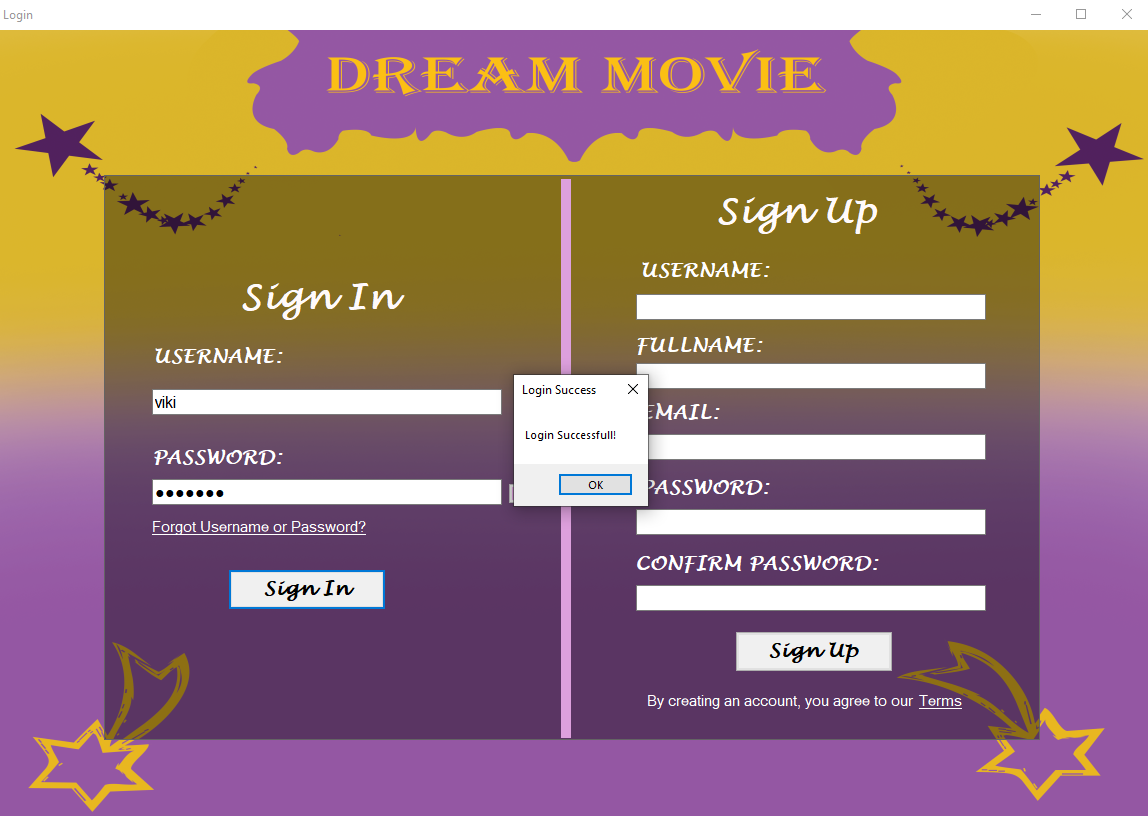 Login
DREAM MOVIE
Sign In
USERNAME:
viki
PASSWORD:
Forgot Username or Password?
Sign In
Sign Up
USERNAME:
FULLNAME:
EMAIL:
PASSWORD:
CONFIRM PASSWORD:
Sign Up
By creating an account, you agree to our Terms
Login Success
Login Successfull!
OK